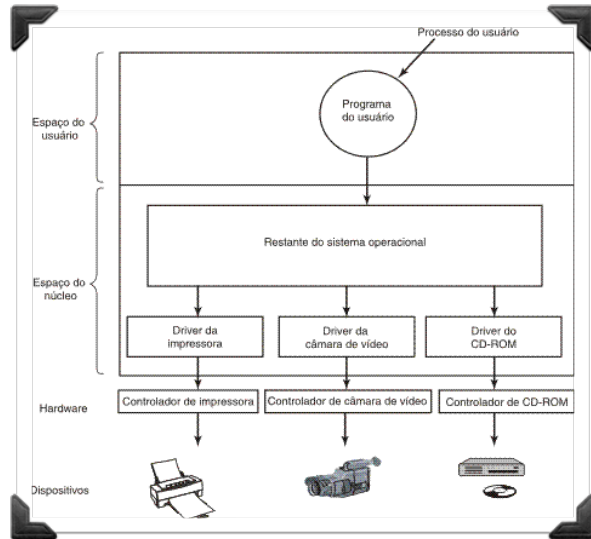 Processo do usuário
Espaço do
usuário
Programa
do usuário
Espaço do
núcleo
Restante do sistema operacional
Driver da
impressora
Driver da
câmara de vídeo
Driver do
CD-ROM
Hardware
Controlador de impressora
Controlador de câmara de vídeo
Controlador de CD-ROM
Dispositivos